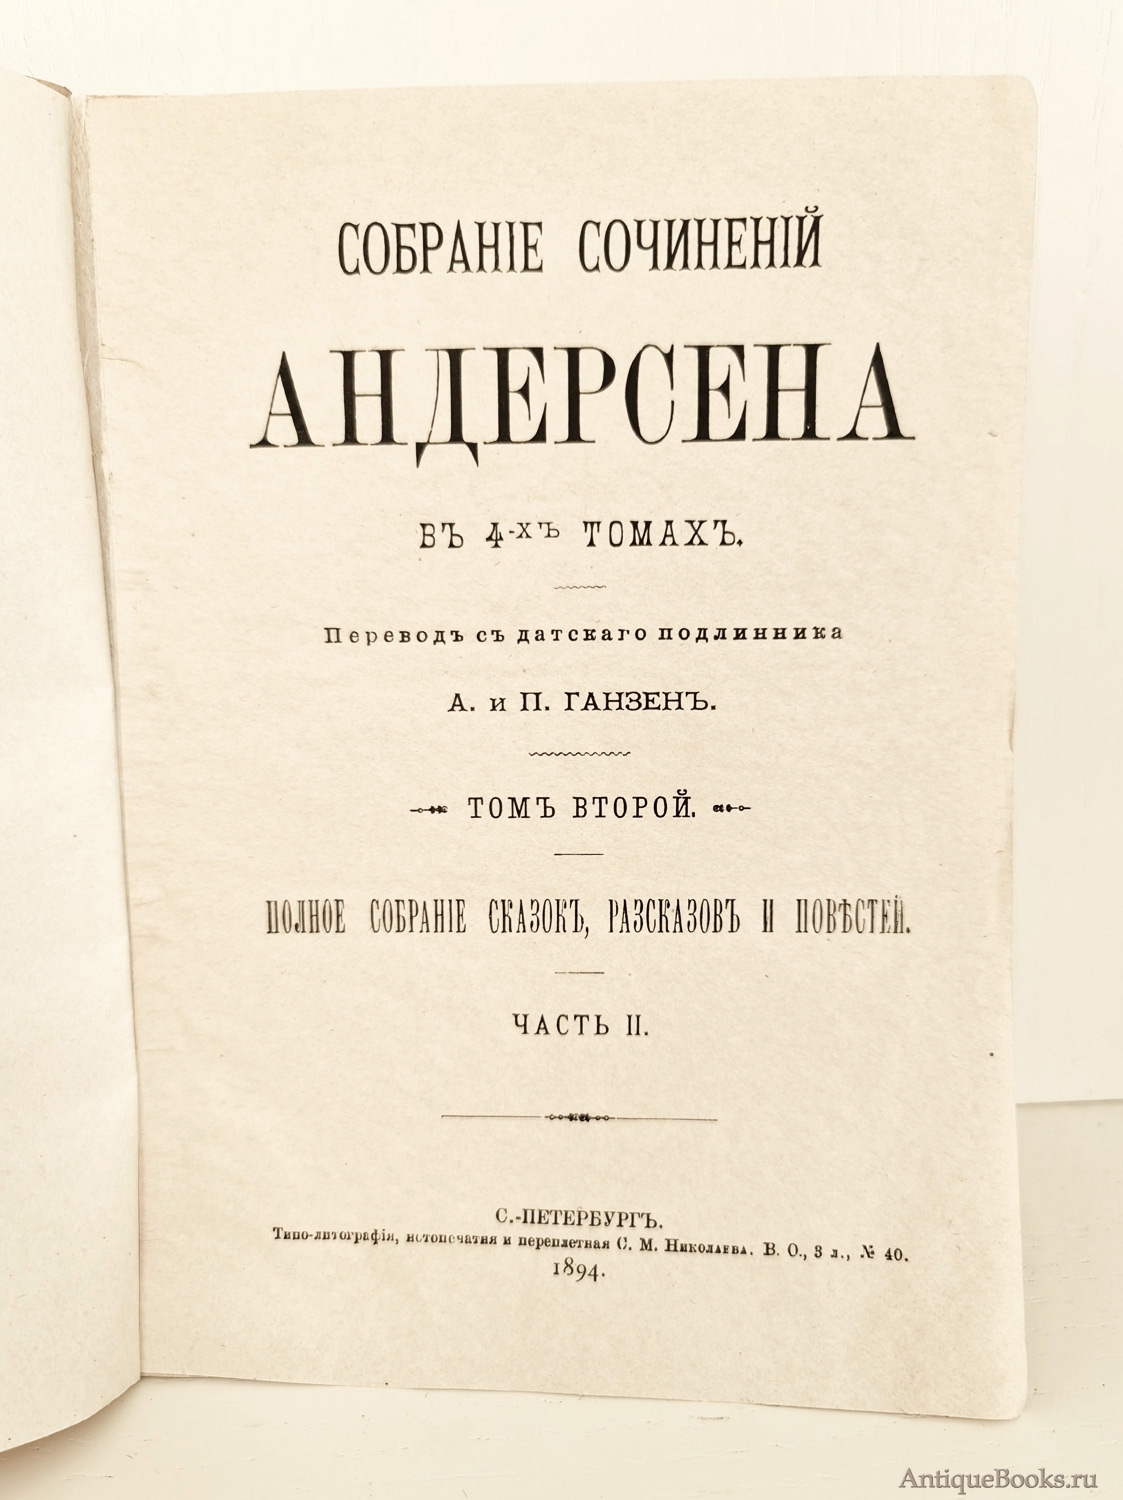 СОБРАНІЕ СОЧИНЕНІЙ
АНДЕРСЕНА
ВЪ 4-ХЪ ТОМАХЪ.
Переводъ съ датскаго подлинника
А. и П. ГАНЗЕНЪ.
ТОМЪ ВТОРОЙ.
ПОЛНОЕ СОБРАНІЕ СКАЗОКЪ, РАЗСКАЗОВЪ И ПОВѢСТЕЙ.
ЧАСТЬ II.
С.-ПЕТЕРБУРГЪ.
Типо-литографія, нотопечатня и переплетная С. М. Николаева. В. О., 3 л., № 40.
1894.
AntiqueBooks.ru